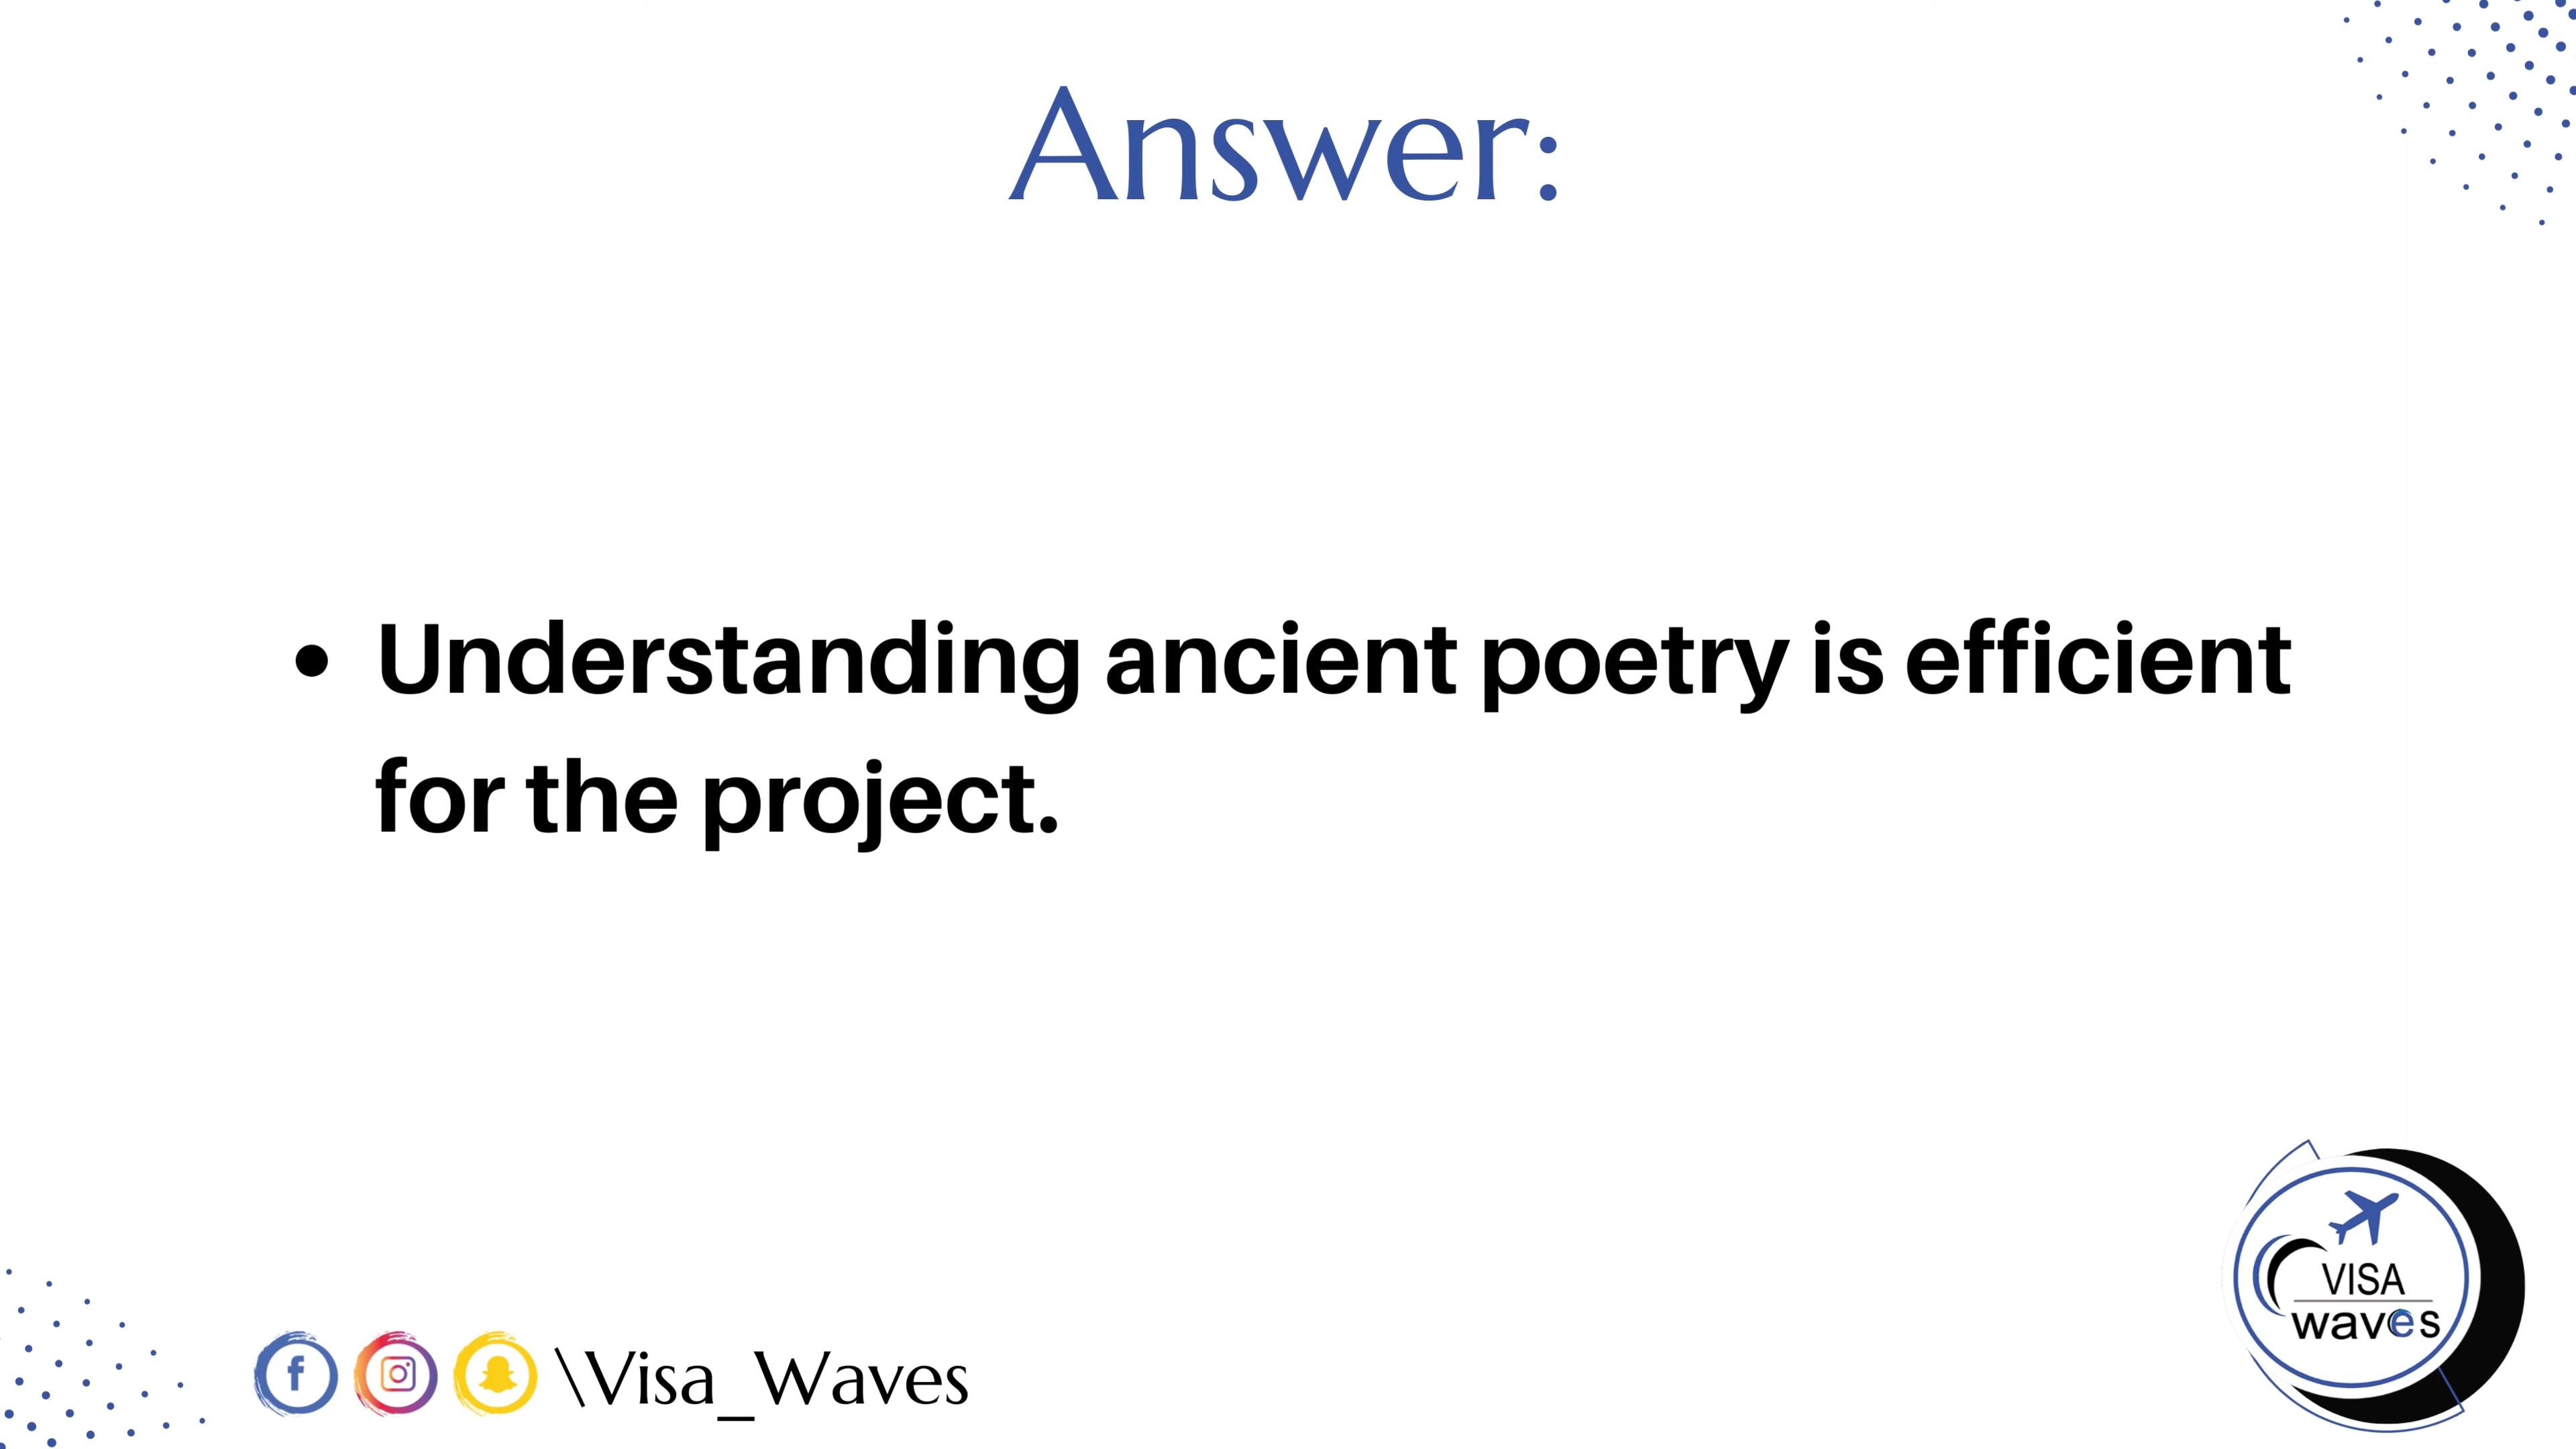 Answer:
• Understanding ancient poetry is efficient
for the project.
\Visa_Waves
VISA
waves